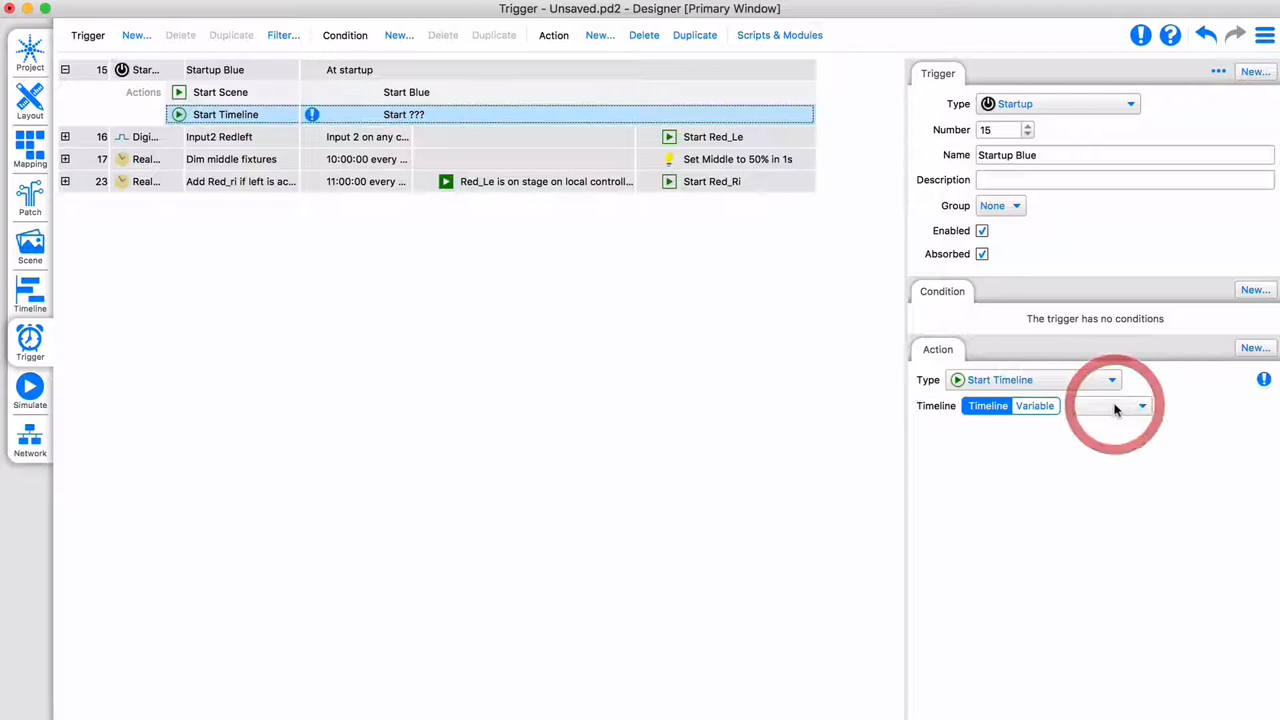 Trigger - Unsaved.pd2 - Designer [Primary Window]
Trigger New... Delete Duplicate Filter... Condition New... Delete Duplicate Action New... Delete Duplicate Scripts & Modules
Project
Layout
Mapping
Patch
Scene
Timeline
Trigger
Simulate
Network
15 Star... Startup Blue At startup
Actions Start Scene Start Blue
Start Timeline Start ???
16 Digi... Input2 Redleft Input 2 on any c... Start Red_Le
17 Real... Dim middle fixtures 10:00:00 every ... Set Middle to 50% in 1s
23 Real... Add Red_ri if left is ac... 11:00:00 every ... Red_Le is on stage on local controll... Start Red_Ri
Trigger ••• New...
Type Startup
Number 15
Name Startup Blue
Description
Group None
Enabled
Absorbed
Condition New...
The trigger has no conditions
Action New...
Type Start Timeline
Timeline Timeline Variable